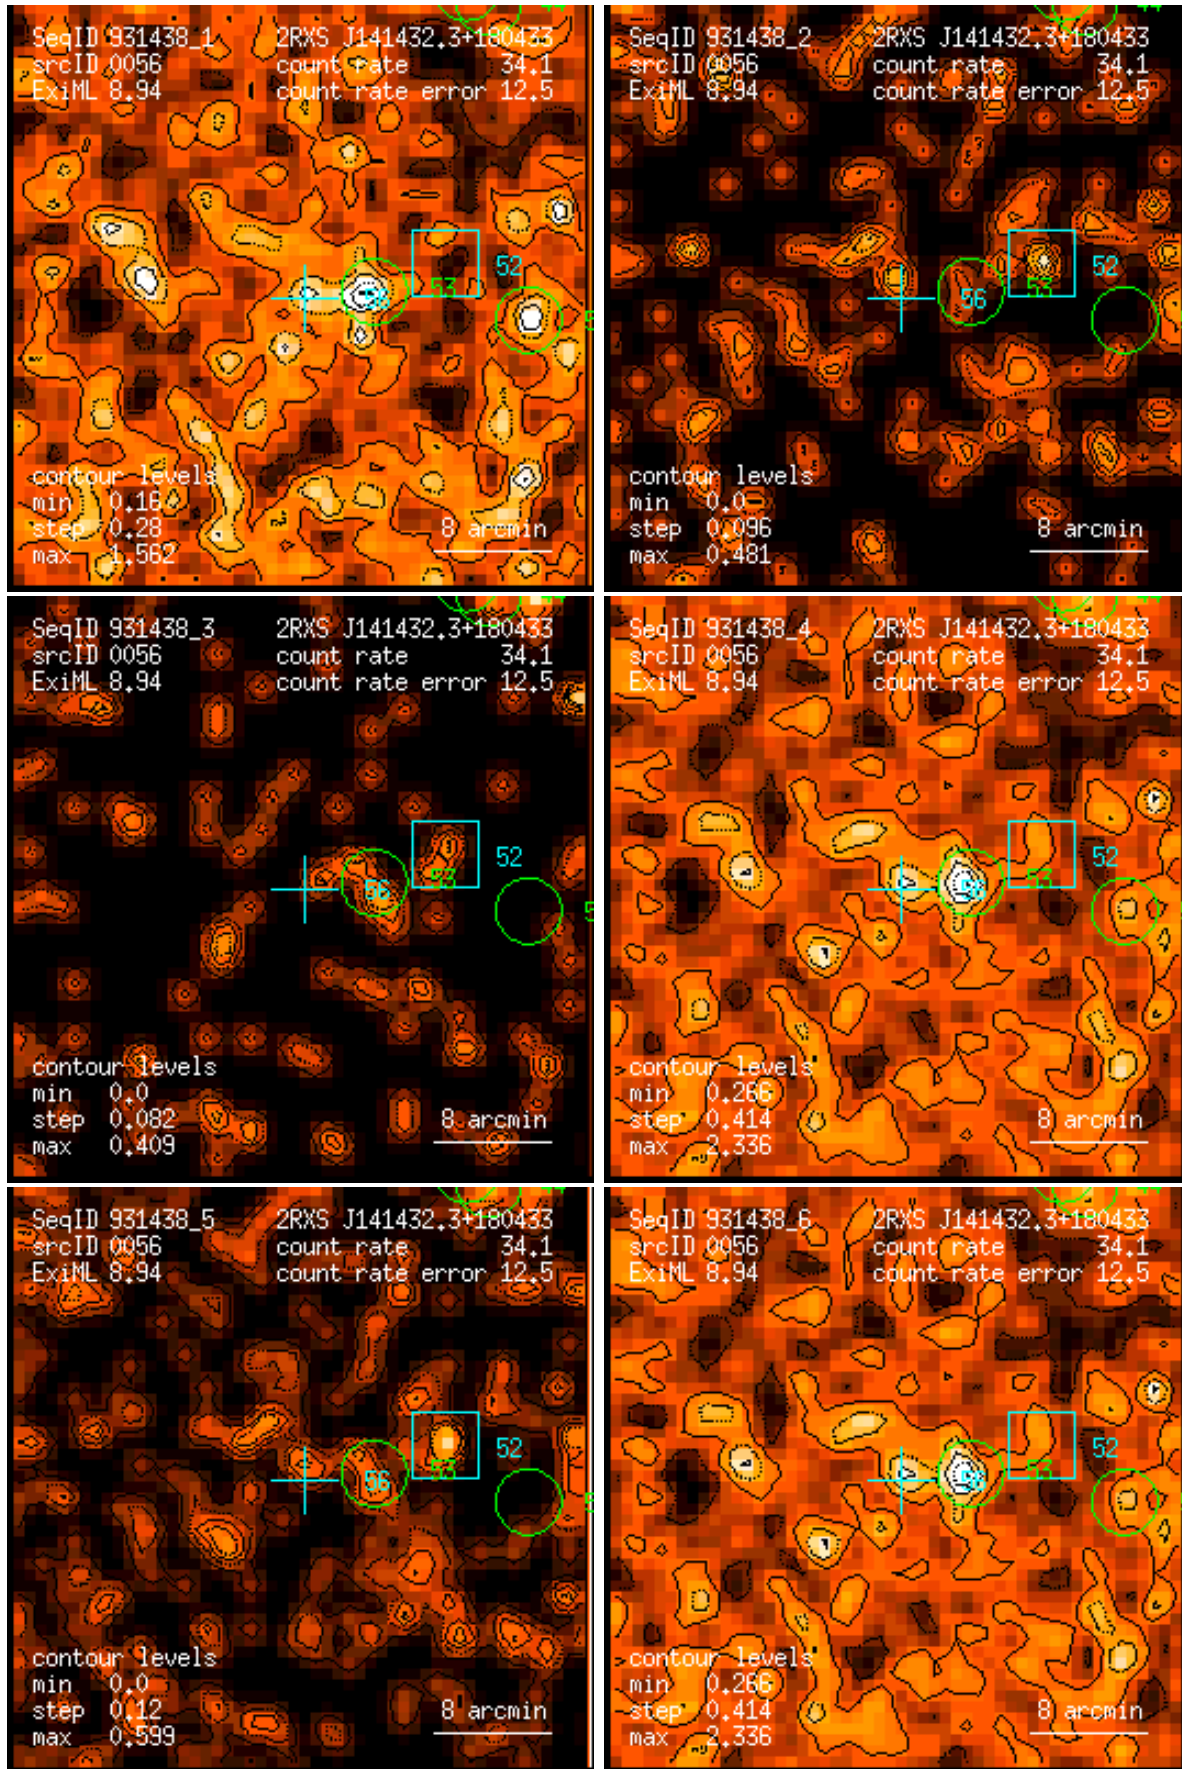 44
SeqID 931438_1 2RXS J141432.3+180433
srcID 0056 count rate 34.1
ExiML 8.94 count rate error 12.5
52
53
56
contour levels
min 0.16
step 0.28
max 1.562
8 arcmin
44
SeqID 931438_2 2RXS J141432.3+180433
srcID 0056 count rate 34.1
ExiML 8.94 count rate error 12.5
52
53
56
contour levels
min 0.0
step 0.096
max 0.481
8 arcmin
44
SeqID 931438_3 2RXS J141432.3+180433
srcID 0056 count rate 34.1
ExiML 8.94 count rate error 12.5
52
53
56
contour levels
min 0.0
step 0.082
max 0.409
8 arcmin
44
SeqID 931438_4 2RXS J141432.3+180433
srcID 0056 count rate 34.1
ExiML 8.94 count rate error 12.5
52
56
contour levels
min 0.266
step 0.414
max 2.336
8 arcmin
44
SeqID 931438_5 2RXS J141432.3+180433
srcID 0056 count rate 34.1
ExiML 8.94 count rate error 12.5
52
53
56
contour levels
min 0.0
step 0.12
max 0.599
8 arcmin
44
SeqID 931438_6 2RXS J141432.3+180433
srcID 0056 count rate 34.1
ExiML 8.94 count rate error 12.5
52
56
contour levels
min 0.266
step 0.414
max 2.336
8 arcmin